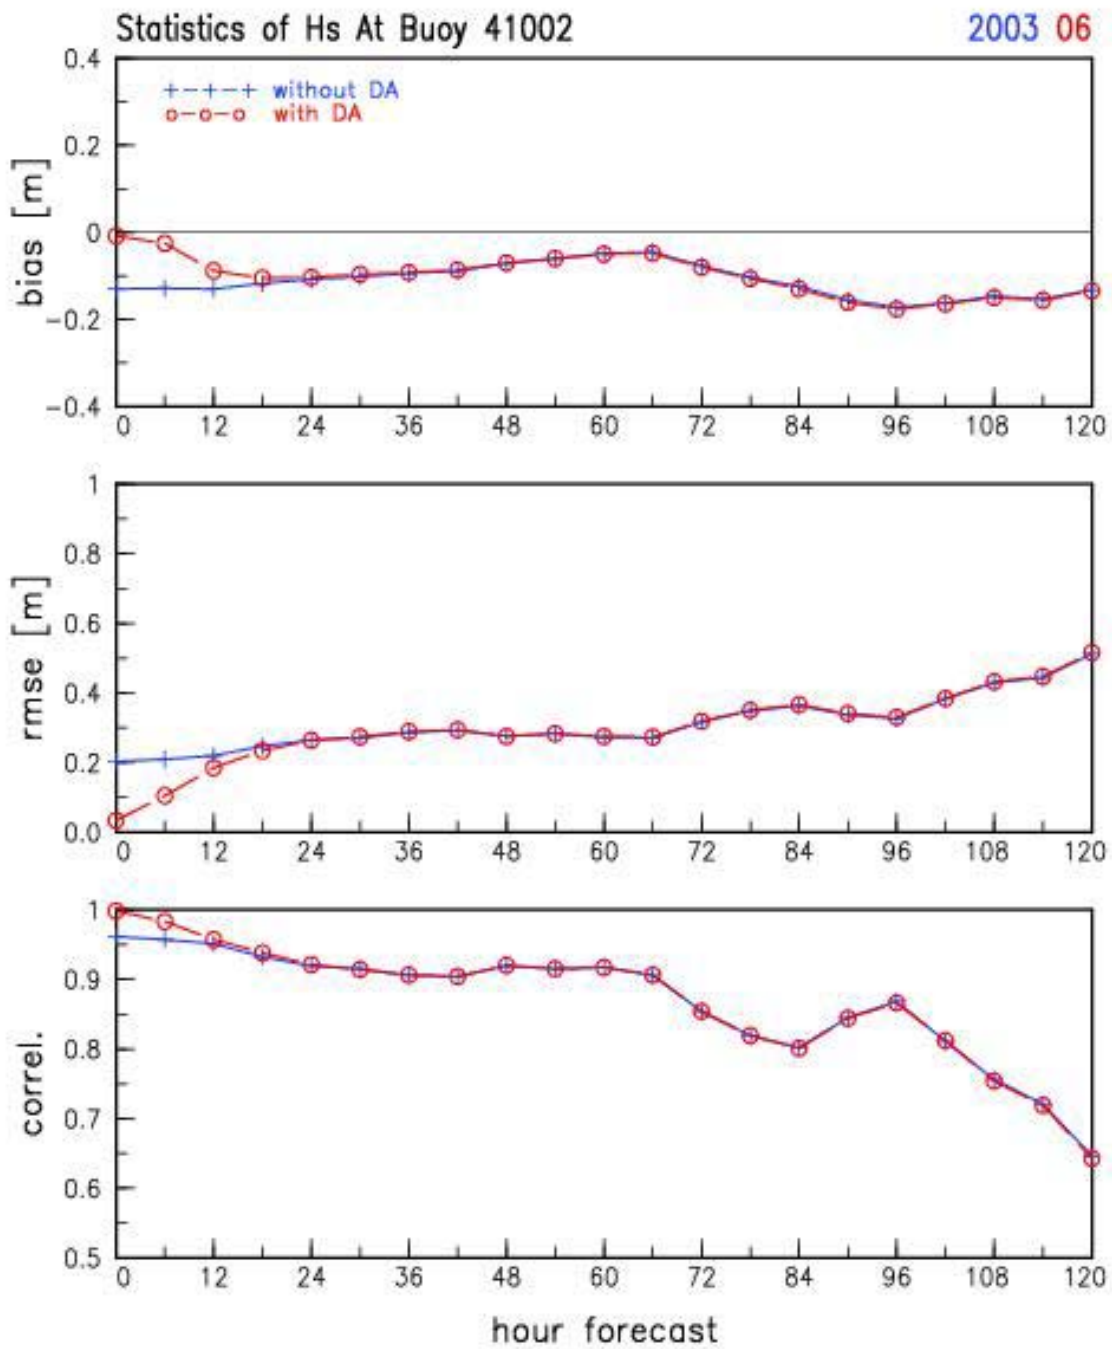 Statistics of Hs At Buoy 41002 2003 06
without DA
with DA
bias [m]
0.4
0.2
0
-0.2
-0.4
0 12 24 36 48 60 72 84 96 108 120
rmse [m]
1
0.8
0.6
0.4
0.2
0.0
0 12 24 36 48 60 72 84 96 108 120
correl.
1
0.9
0.8
0.7
0.6
0.5
0 12 24 36 48 60 72 84 96 108 120
hour forecast